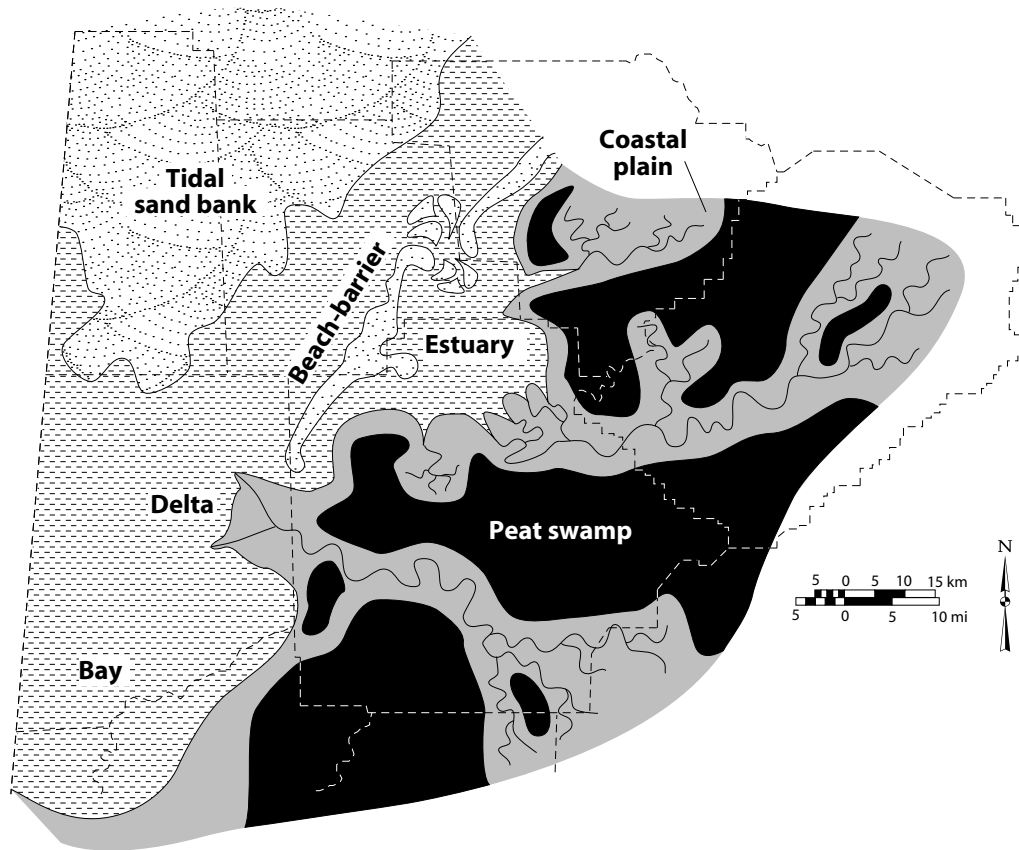 Coastal
plain
Tidal
sand bank
Beach-barrier
Estuary
Delta
Peat swamp
N
5 0 5 10 15 km
5 0 5 10 mi
Bay